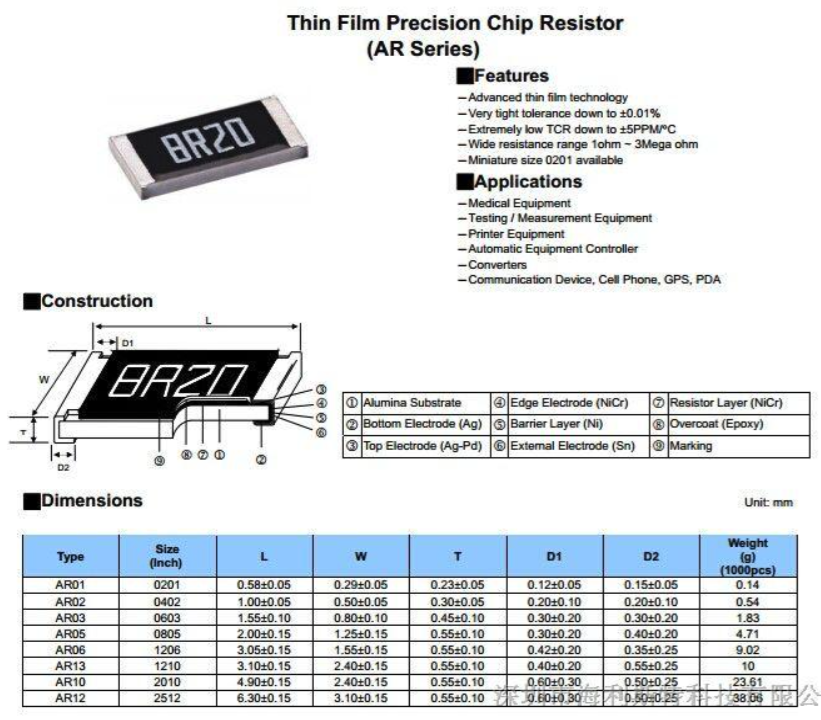 Thin Film Precision Chip Resistor
(AR Series)
8R20
Features
–Advanced thin film technology
–Very tight tolerance down to ±0.01%
–Extremely low TCR down to ±5PPM/ºC
–Wide resistance range 1ohm ~ 3Mega ohm
–Miniature size 0201 available
Applications
–Medical Equipment
–Testing / Measurement Equipment
–Printer Equipment
–Automatic Equipment Controller
–Converters
–Communication Device, Cell Phone, GPS, PDA
Construction
L
D1
W
8R20
T
D2
③
④
⑤
⑥
⑨ ⑧ ⑦ ① ②
① Alumina Substrate ④ Edge Electrode (NiCr) ⑦ Resistor Layer (NiCr)
② Bottom Electrode (Ag) ⑤ Barrier Layer (Ni) ⑧ Overcoat (Epoxy)
③ Top Electrode (Ag-Pd) ⑥ External Electrode (Sn) ⑨ Marking
Dimensions
Unit: mm
Type Size (Inch) L W T D1 D2 Weight (g) (1000pcs)
AR01 0201 0.58±0.05 0.29±0.05 0.23±0.05 0.12±0.05 0.15±0.05 0.14
AR02 0402 1.00±0.05 0.50±0.05 0.30±0.05 0.20±0.10 0.20±0.10 0.54
AR03 0603 1.55±0.10 0.80±0.10 0.45±0.10 0.30±0.20 0.30±0.20 1.83
AR05 0805 2.00±0.15 1.25±0.15 0.55±0.10 0.30±0.20 0.40±0.20 4.71
AR06 1206 3.05±0.15 1.55±0.15 0.55±0.10 0.42±0.20 0.35±0.25 9.02
AR13 1210 3.10±0.15 2.40±0.15 0.55±0.10 0.40±0.20 0.55±0.25 10
AR10 2010 4.90±0.15 2.40±0.15 0.55±0.10 0.60±0.30 0.50±0.25 23.61
AR12 2512 6.30±0.15 3.10±0.15 0.55±0.10 0.60±0.30 0.50±0.25 38.06